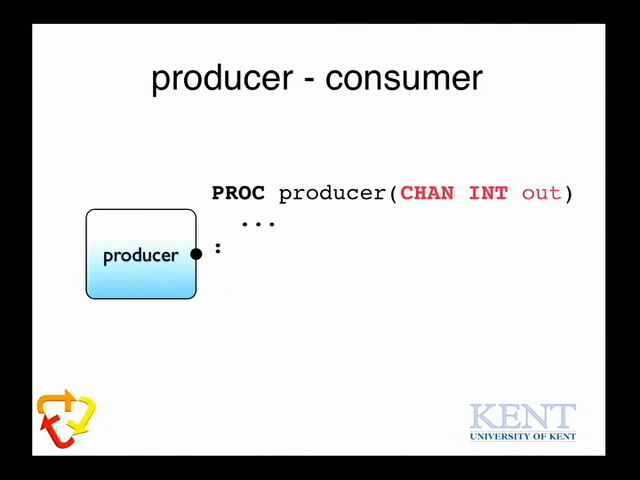 producer - consumer
PROC producer(CHAN INT out)
...
:
producer
KENT
UNIVERSITY OF KENT